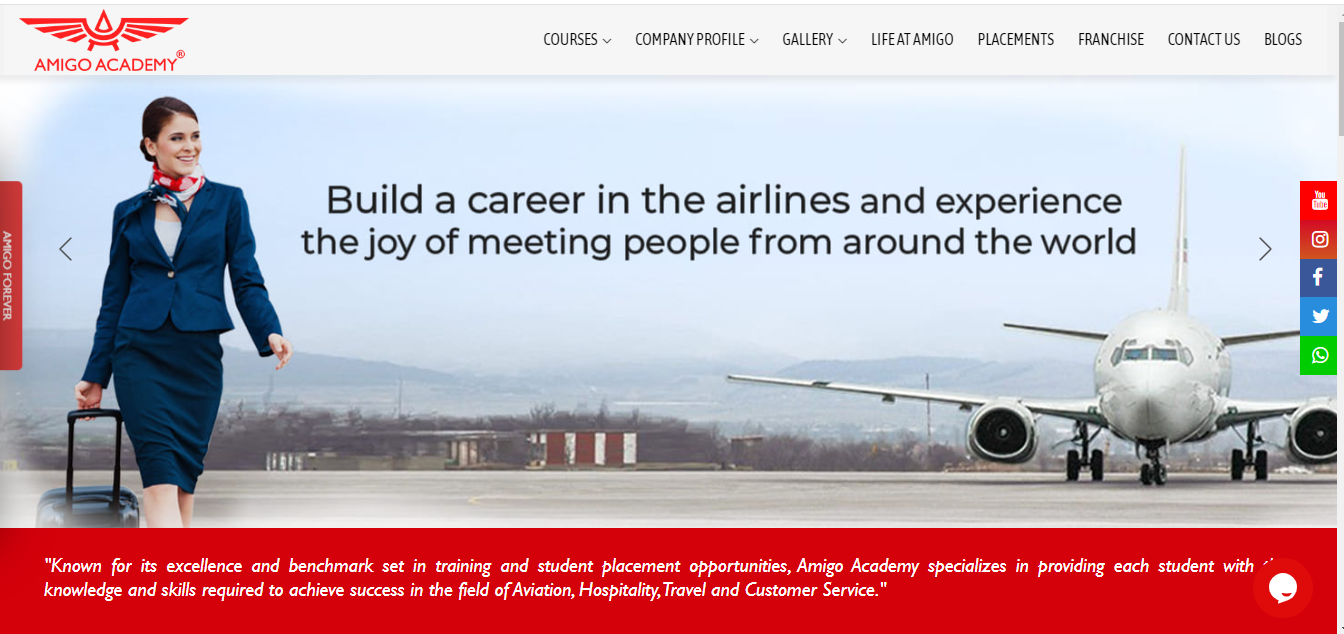 AMIGO ACADEMY®
COURSES
COMPANY PROFILE
GALLERY
LIFE AT AMIGO
PLACEMENTS
FRANCHISE
CONTACT US
BLOGS
Build a career in the airlines and experience
the joy of meeting people from around the world
AMIGO FOREVER
You
Tube
"Known for its excellence and benchmark set in training and student placement opportunities, Amigo Academy specializes in providing each student with
knowledge and skills required to achieve success in the field of Aviation, Hospitality, Travel and Customer Service."